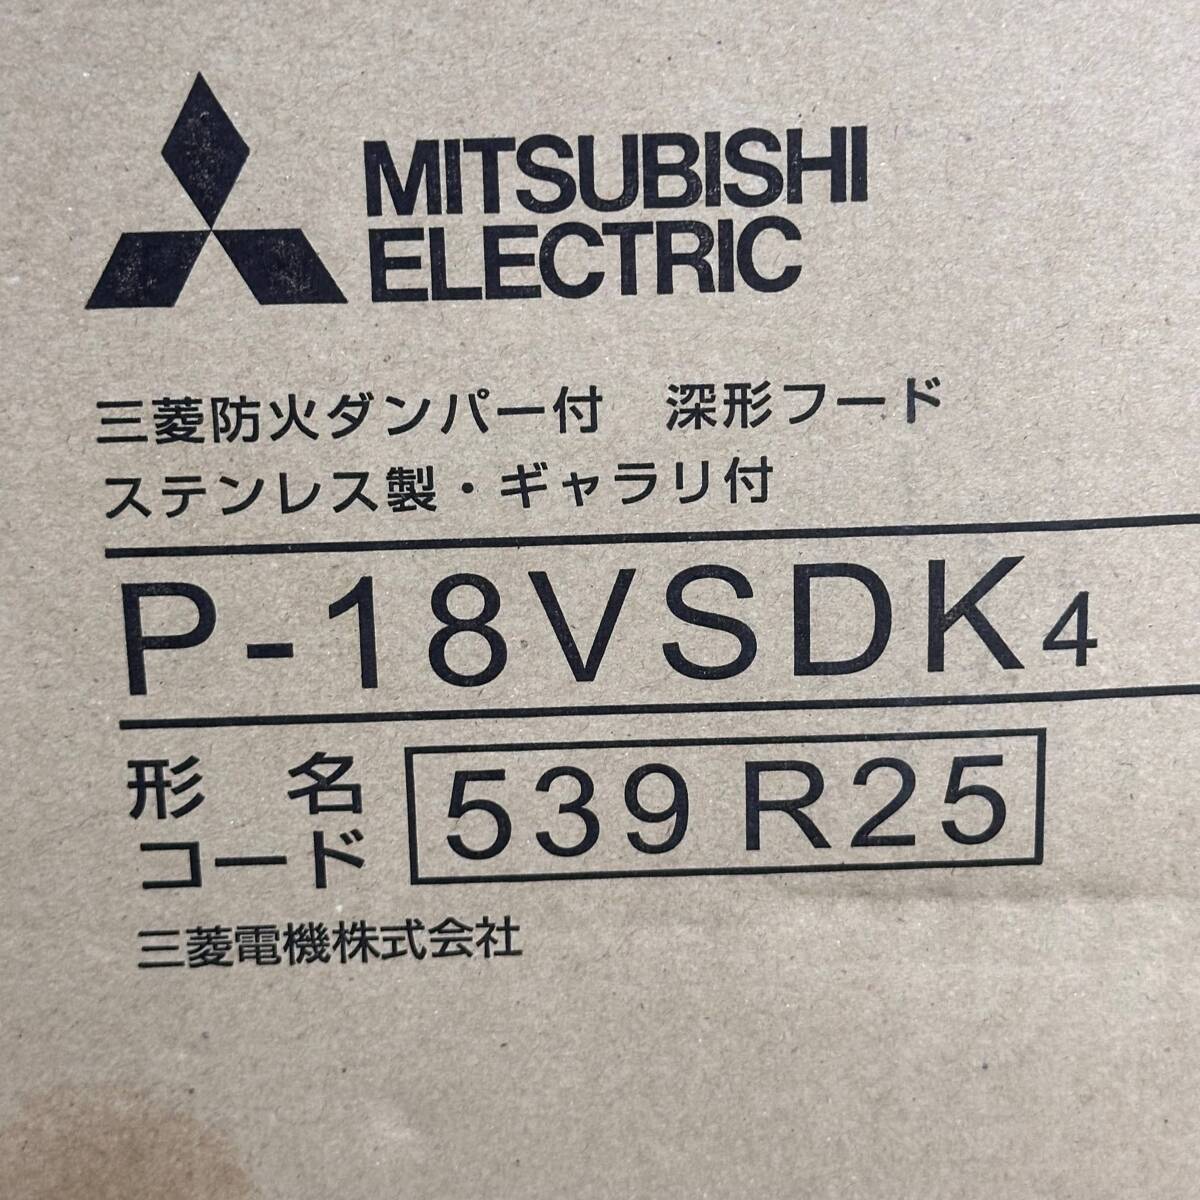 MITSUBISHI
ELECTRIC
三菱防火ダンパー付　深形フード
ステンレス製・ギャラリ付
P-18VSDK4
形名
コード
539R25
三菱電機株式会社